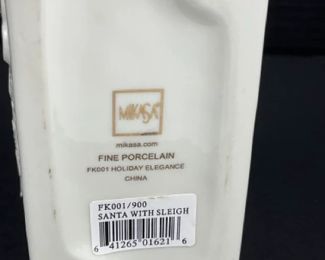 MIKASA
mikasa.com
FINE PORCELAIN
FK001 HOLIDAY ELEGANCE
CHINA
FK001/900
SANTA WITH SLEIGH
6 41265 01621 6